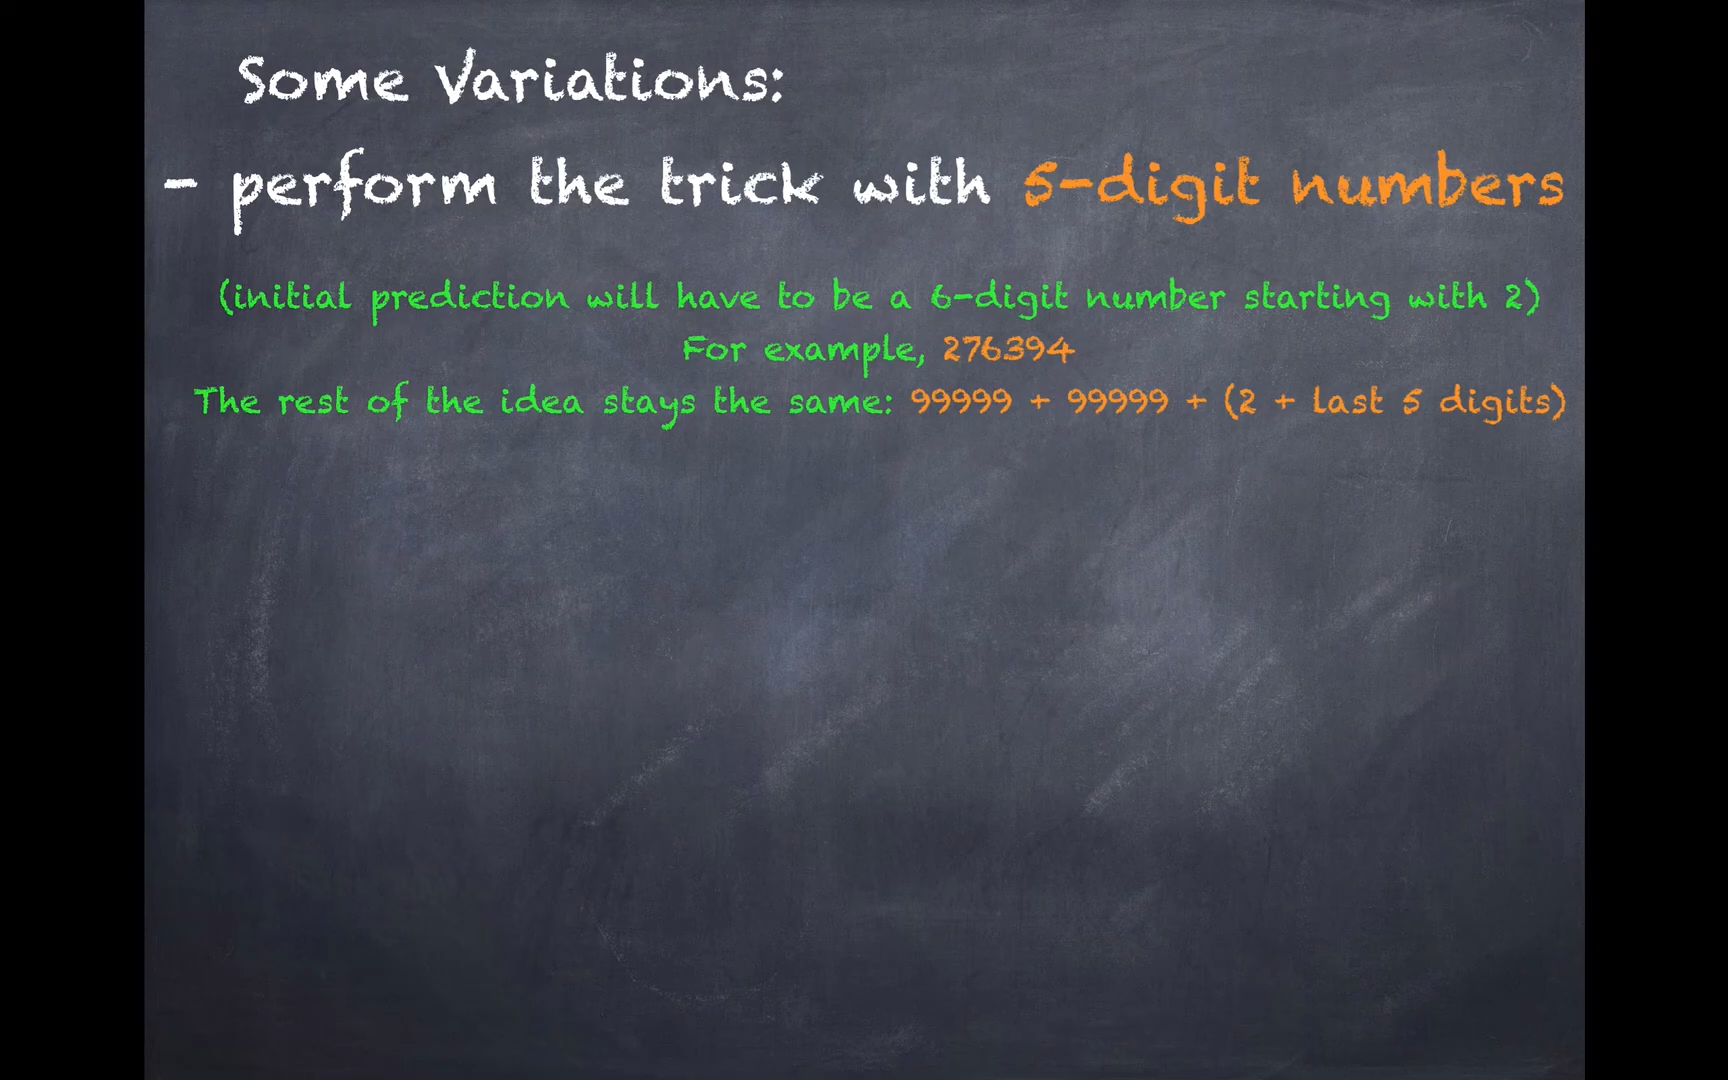 Some Variations:
- perform the trick with 5-digit numbers
(initial prediction will have to be a 6-digit number starting with 2)
For example, 276394
The rest of the idea stays the same: 99999 + 99999 + (2 + last 5 digits)